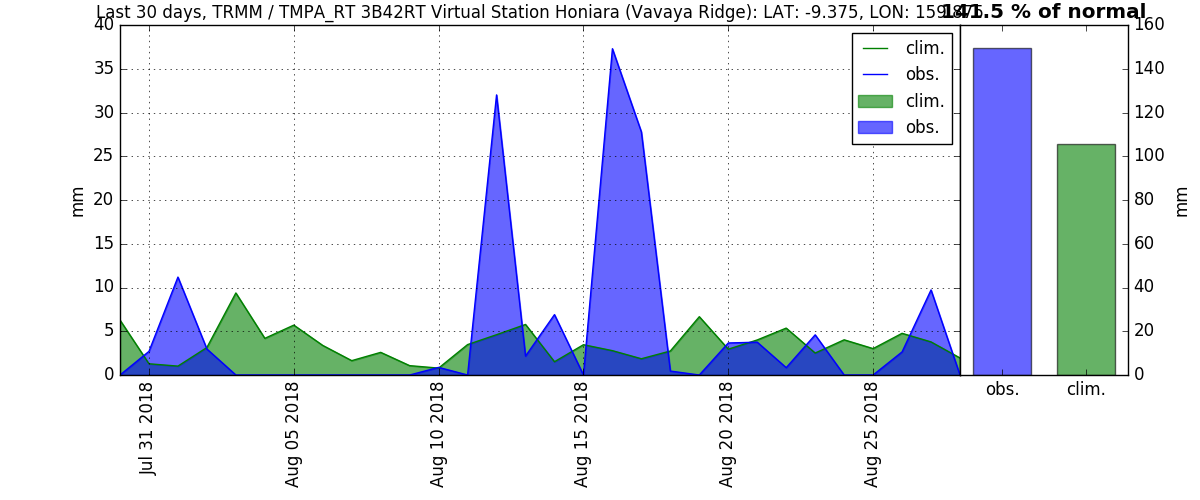 Last 30 days, TRMM / TMPA_RT 3B42RT Virtual Station Honiara (Vavaya Ridge): LAT: -9.375, LON: 159.875
141.5 % of normal
40
35
30
25
20
15
10
5
0
mm
clim.
obs.
clim.
obs.
160
140
120
100
80
60
40
20
0
mm
Jul 31 2018
Aug 05 2018
Aug 10 2018
Aug 15 2018
Aug 20 2018
Aug 25 2018
obs.
clim.